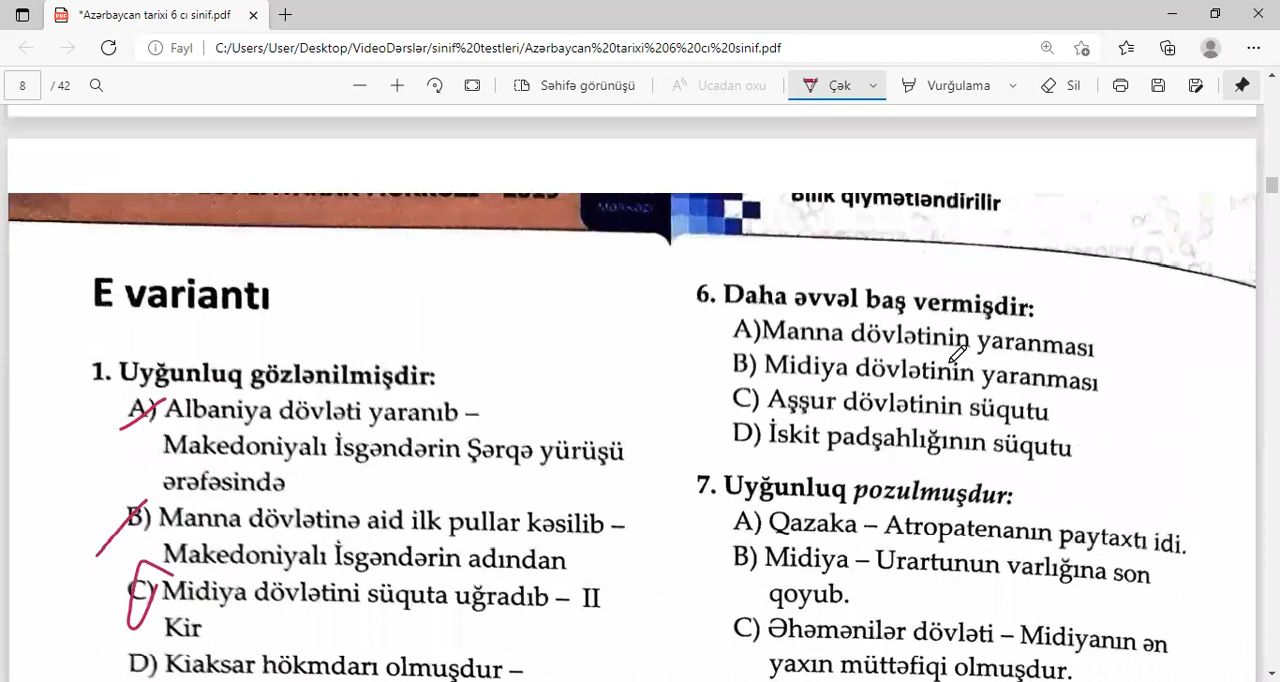 *Azərbaycan tarixi 6 cı sinif.pdf
Fayl C:/Users/User/Desktop/VideoDərslər/sinif%20testleri/Azərbaycan%20tarixi%206%20cı%20sinif.pdf
8 / 42 Səhifə görünüşü Ucadan oxu Çək Vurğulama Sil
Mərkəzi
Bilik qiymətləndirilir
E variantı
1. Uyğunluq gözlənilmişdir:
A) Albaniya dövləti yaranıb –
Makedoniyalı İsgəndərin Şərqə yürüşü
ərəfəsində
B) Manna dövlətinə aid ilk pullar kəsilib –
Makedoniyalı İsgəndərin adından
C) Midiya dövlətini süquta uğradıb – II
Kir
D) Kiaksar hökmdarı olmuşdur –
6. Daha əvvəl baş vermişdir:
A)Manna dövlətinin yaranması
B) Midiya dövlətinin yaranması
C) Aşşur dövlətinin süqutu
D) İskit padşahlığının süqutu
7. Uyğunluq pozulmuşdur:
A) Qazaka – Atropatenanın paytaxtı idi.
B) Midiya – Urartunun varlığına son
qoyub.
C) Əhəmənilər dövləti – Midiyanın ən
yaxın müttəfiqi olmuşdur.